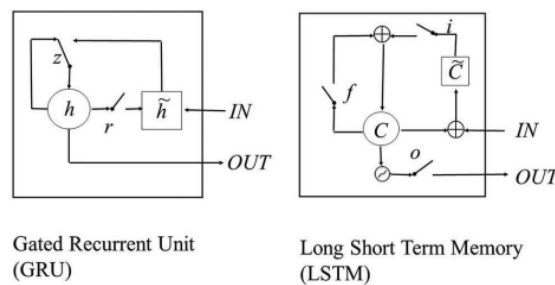 z
h
r
h̃
IN
OUT
Gated Recurrent Unit
(GRU)
i
f
C̃
C
IN
o
OUT
Long Short Term Memory
(LSTM)